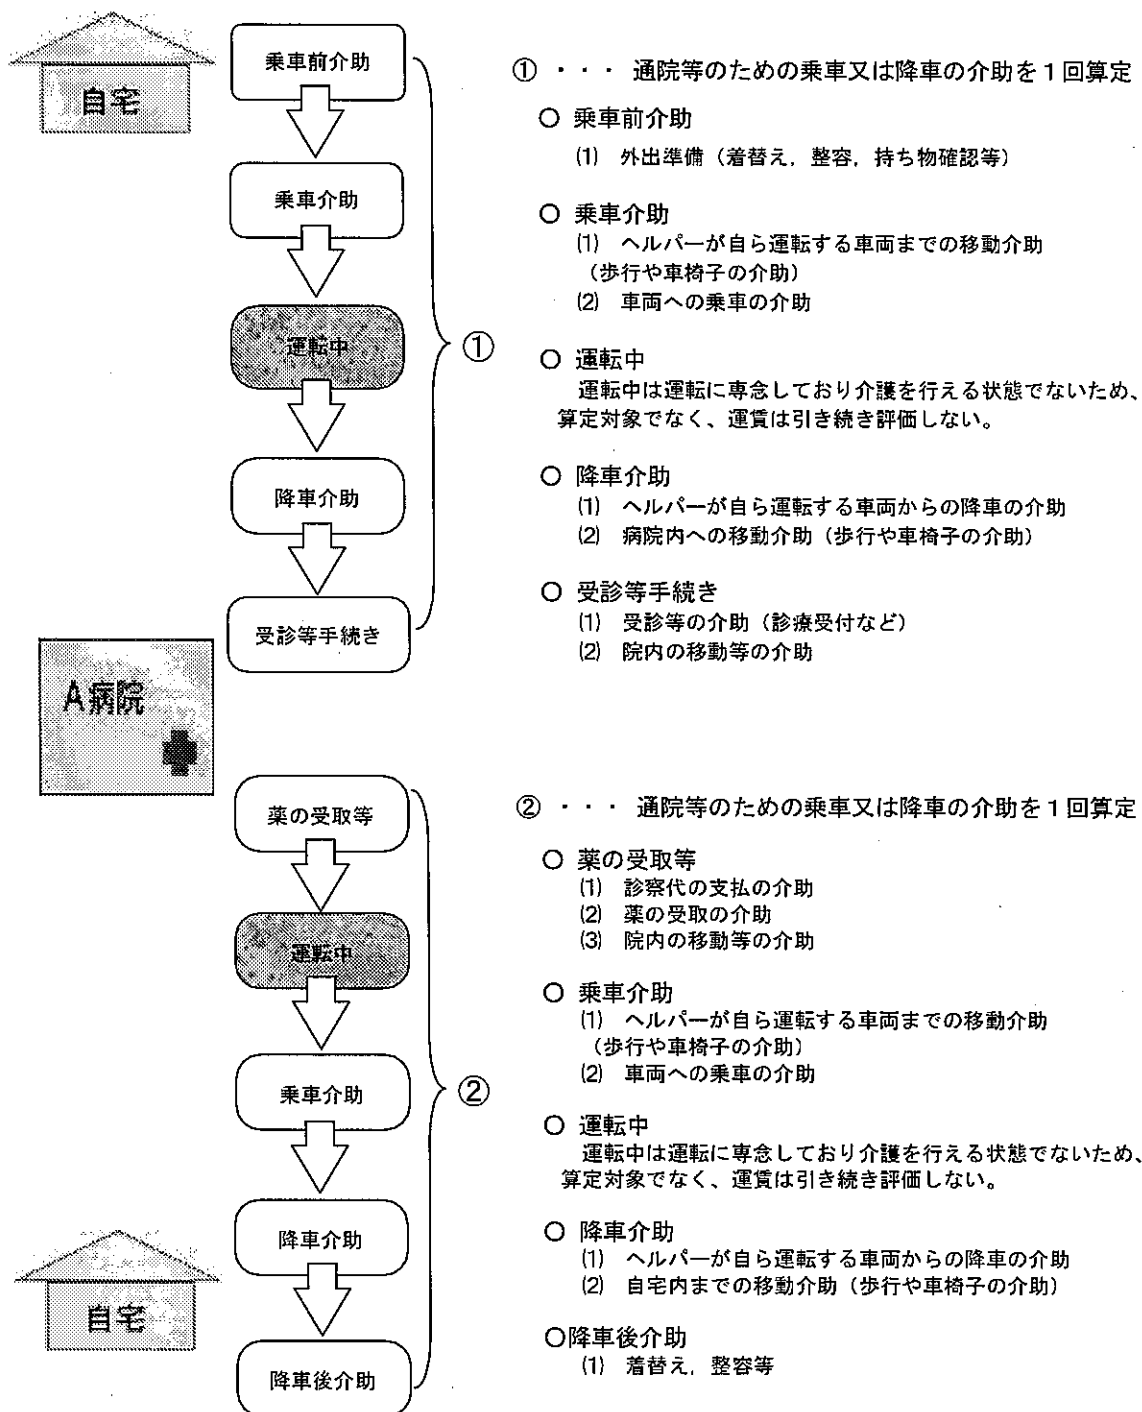 自宅
乗車前介助
乗車介助
運転中
降車介助
受診等手続き
①
① ・・・ 通院等のための乗車又は降車の介助を1回算定
○ 乗車前介助
(1) 外出準備（着替え，整容，持ち物確認等）
○ 乗車介助
(1) ヘルパーが自ら運転する車両までの移動介助
（歩行や車椅子の介助）
(2) 車両への乗車の介助
○ 運転中
運転中は運転に専念しており介護を行える状態でないため、
算定対象でなく、運賃は引き続き評価しない。
○ 降車介助
(1) ヘルパーが自ら運転する車両からの降車の介助
(2) 病院内への移動介助（歩行や車椅子の介助）
○ 受診等手続き
(1) 受診等の介助（診療受付など）
(2) 院内の移動等の介助
A病院
薬の受取等
運転中
乗車介助
降車介助
降車後介助
自宅
②
② ・・・ 通院等のための乗車又は降車の介助を1回算定
○ 薬の受取等
(1) 診察代の支払の介助
(2) 薬の受取の介助
(3) 院内の移動等の介助
○ 乗車介助
(1) ヘルパーが自ら運転する車両までの移動介助
（歩行や車椅子の介助）
(2) 車両への乗車の介助
○ 運転中
運転中は運転に専念しており介護を行える状態でないため、
算定対象でなく、運賃は引き続き評価しない。
○ 降車介助
(1) ヘルパーが自ら運転する車両からの降車の介助
(2) 自宅内までの移動介助（歩行や車椅子の介助）
○降車後介助
(1) 着替え，整容等